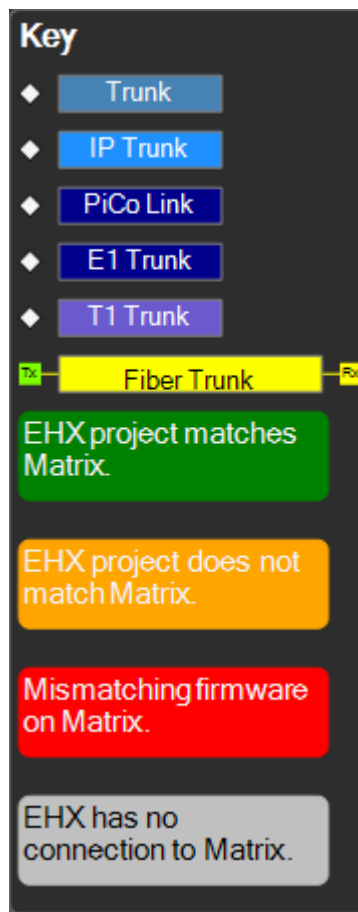 Key
Trunk
IP Trunk
PiCo Link
E1 Trunk
T1 Trunk
Tx Fiber Trunk Rx
EHX project matches
Matrix.
EHX project does not
match Matrix.
Mismatching firmware
on Matrix.
EHX has no
connection to Matrix.